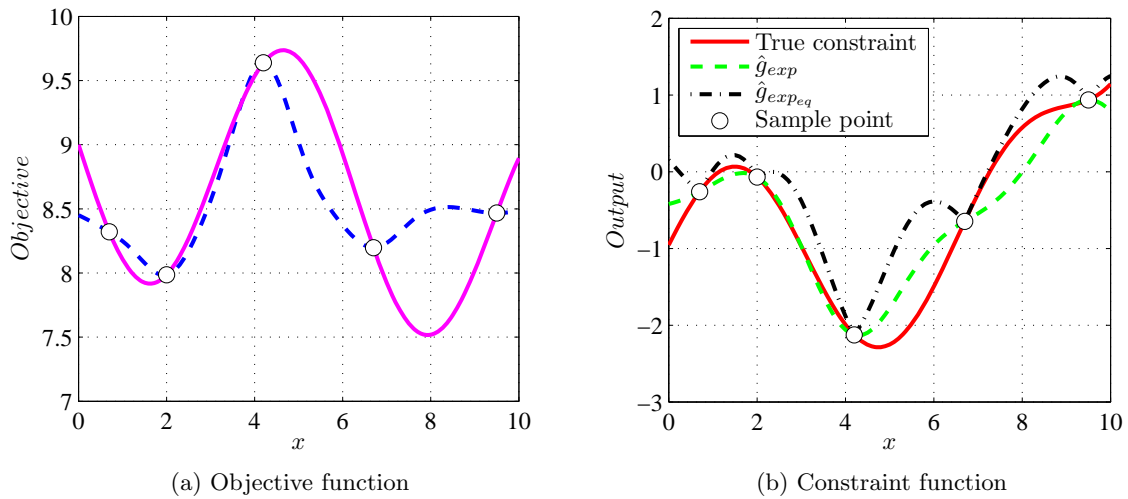 10
9.5
9
8.5
8
7.5
7
0 2 4 6 8 10
Objective
x
(a) Objective function
2
1
0
−1
−2
−3
0 2 4 6 8 10
Output
x
True constraint
ĝ_exp
ĝ_exp_eq
Sample point
(b) Constraint function